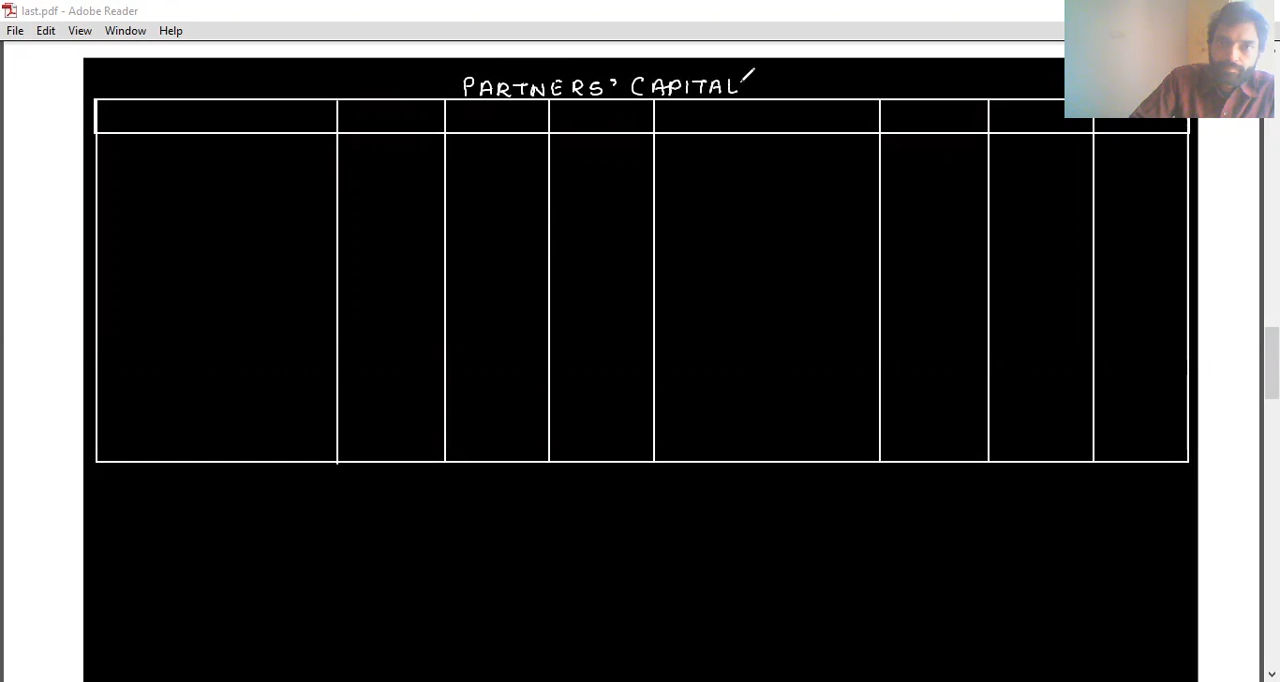 last.pdf - Adobe Reader
File Edit View Window Help
PARTNERS' CAPITAL